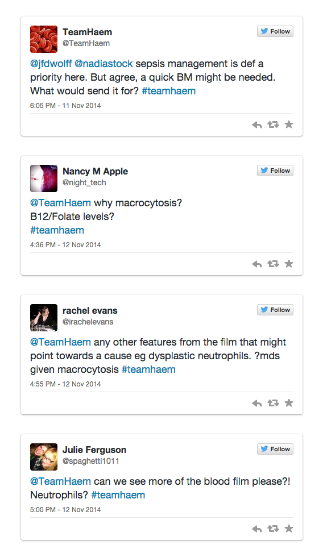 TeamHaem
@TeamHaem
Follow
@jfdwolff @nadiastock sepsis management is def a
priority here. But agree, a quick BM might be needed.
What would send it for? #teamhaem
6:05 PM - 11 Nov 2014
Nancy M Apple
@night_tech
Follow
@TeamHaem why macrocytosis?
B12/Folate levels?
#teamhaem
4:36 PM - 12 Nov 2014
rachel evans
@irachelevans
Follow
@TeamHaem any other features from the film that might
point towards a cause eg dysplastic neutrophils. ?mds
given macrocytosis #teamhaem
4:55 PM - 12 Nov 2014
Julie Ferguson
@spaghetti1011
Follow
@TeamHaem can we see more of the blood film please?!
Neutrophils? #teamhaem
5:00 PM - 12 Nov 2014